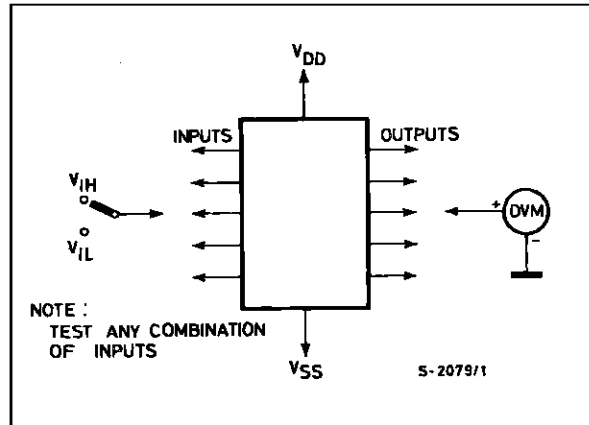 VDD
INPUTS
OUTPUTS
VIH
VIL
+
DVM
-
NOTE :
TEST ANY COMBINATION
OF INPUTS
VSS
S-2079/1